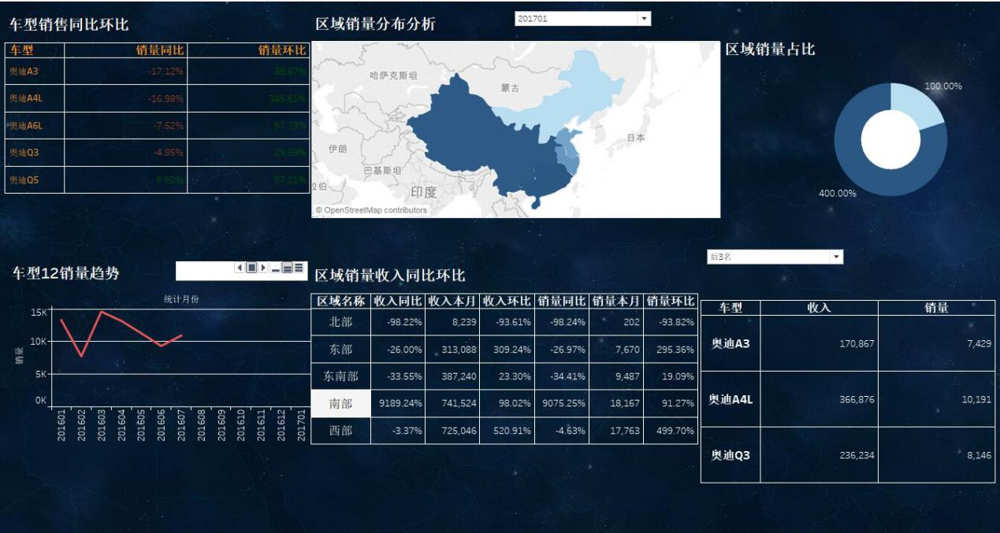 车型销售同比环比
车型 销量同比 销量环比
奥迪A3 -17.12% 39.67%
奥迪A4L -16.98% 345.61%
奥迪A6L -7.52% 97.73%
奥迪Q3 -4.85% 29.69%
奥迪Q5 9.62% 87.01%
区域销量分布分析
201701
哈萨克斯坦
蒙古
伊朗
日本
巴基斯坦
拉伯
印度
© OpenStreetMap contributors
区域销量占比
100.00%
400.00%
车型12销量趋势
统计月份
销量
15K
10K
5K
0K
201601 201602 201603 201604 201605 201606 201607 201608 201609 201610 201611 201612 201701
区域销量收入同比环比
区域名称 收入同比 收入本月 收入环比 销量同比 销量本月 销量环比
北部 -98.22% 8,239 -93.61% -98.24% 202 -93.82%
东部 -26.00% 313,088 309.24% -26.97% 7,670 295.36%
东南部 -33.55% 387,240 23.30% -34.41% 9,487 19.09%
南部 9189.24% 741,524 98.02% 9075.25% 18,167 91.27%
西部 -3.37% 725,046 520.91% -4.63% 17,763 499.70%
后3名
车型 收入 销量
奥迪A3 170,867 7,429
奥迪A4L 366,876 10,191
奥迪Q3 236,234 8,146